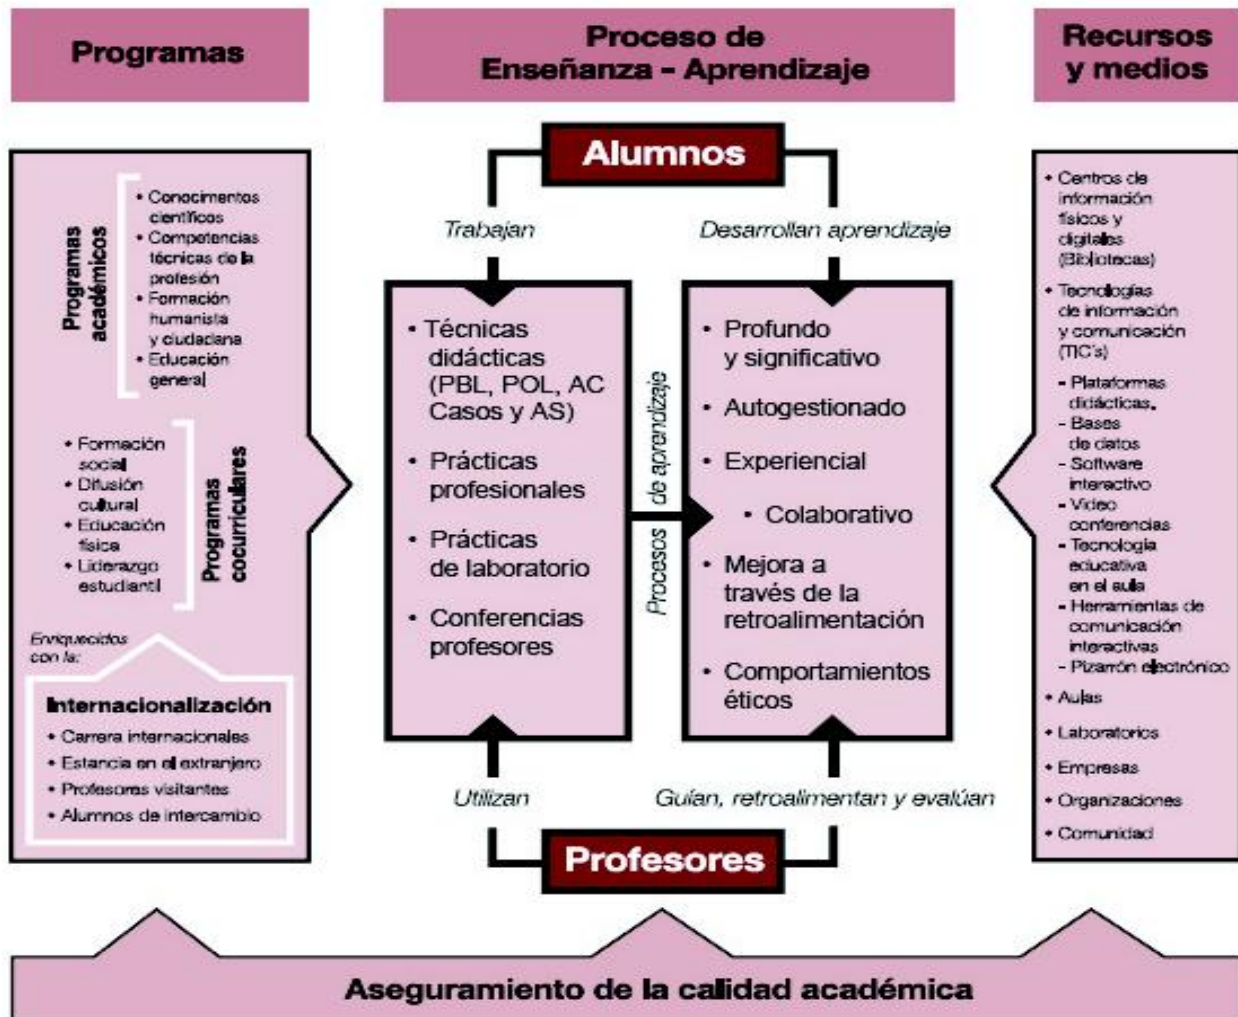 Programas
Proceso de
Enseñanza - Aprendizaje
Recursos
y medios
Programas
académicos
• Conocimentos
científicos
• Competencias
técnicas de la
profesión
• Formación
humanista
y ciudadana
• Educación
general
• Formación
social
• Difusión
cultural
• Educación
física
• Liderazgo
estudiantil
Programas
cocurriculares
Enriquecidos
con la:
Internacionalización
• Carrera internacionales
• Estancia en el extranjero
• Profesores visitantes
• Alumnos de intercambio
Alumnos
Trabajan
Desarrollan aprendizaje
• Técnicas
didácticas
(PBL, POL, AC
Casos y AS)
• Prácticas
profesionales
• Prácticas
de laboratorio
• Conferencias
profesores
Procesos de aprendizaje
• Profundo
y significativo
• Autogestionado
• Experiencial
• Colaborativo
• Mejora a
través de la
retroalimentación
• Comportamientos
éticos
Utilizan
Guían, retroalimentan y evalúan
Profesores
• Centros de
información
físicos y
digitales
(Bibliotecas)
• Tecnologías
de información
y comunicación
(TIC´s)
- Plataformas
didácticas.
- Bases
de datos
- Software
interactivo
- Video
conferencias
- Tecnología
educativa
en el aula
- Herramientas de
comunicación
interactivas
- Pizarrón electrónico
• Aulas
• Laboratorios
• Empresas
• Organizaciones
• Comunidad
Aseguramiento de la calidad académica